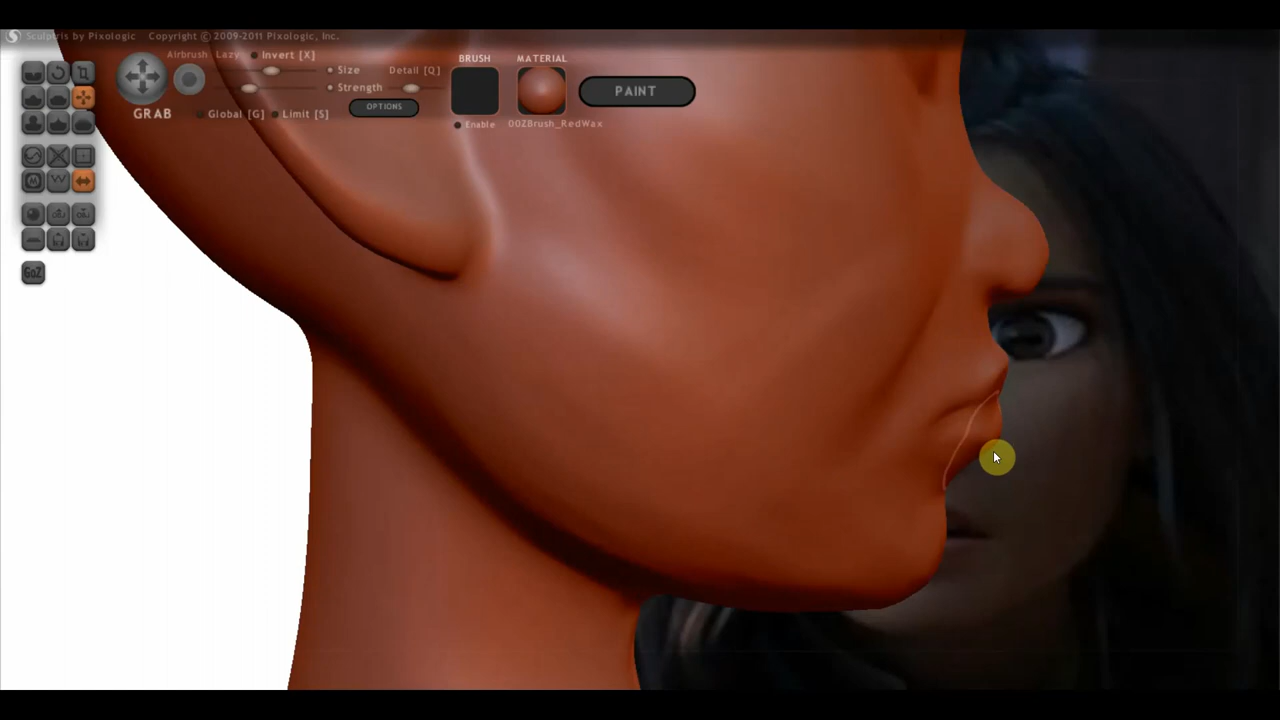 Sculptris by Pixologic Copyright © 2009-2011 Pixologic, Inc.
Airbrush Lazy Invert [X]
Size Detail [Q]
Strength
OPTIONS
GRAB Global [G] Limit [S]
BRUSH MATERIAL
PAINT
Enable 00ZBrush_RedWax
GoZ